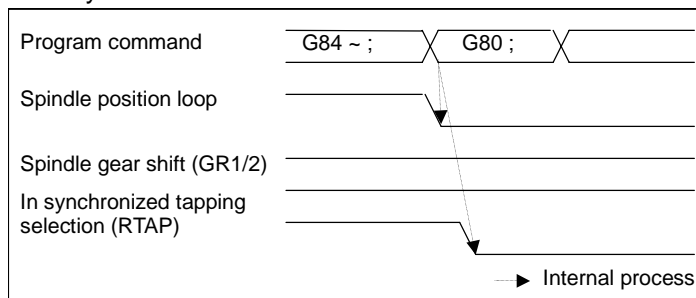 Program command
G84 ~ ;
G80 ;
Spindle position loop
Spindle gear shift (GR1/2)
In synchronized tapping
selection (RTAP)
Internal process